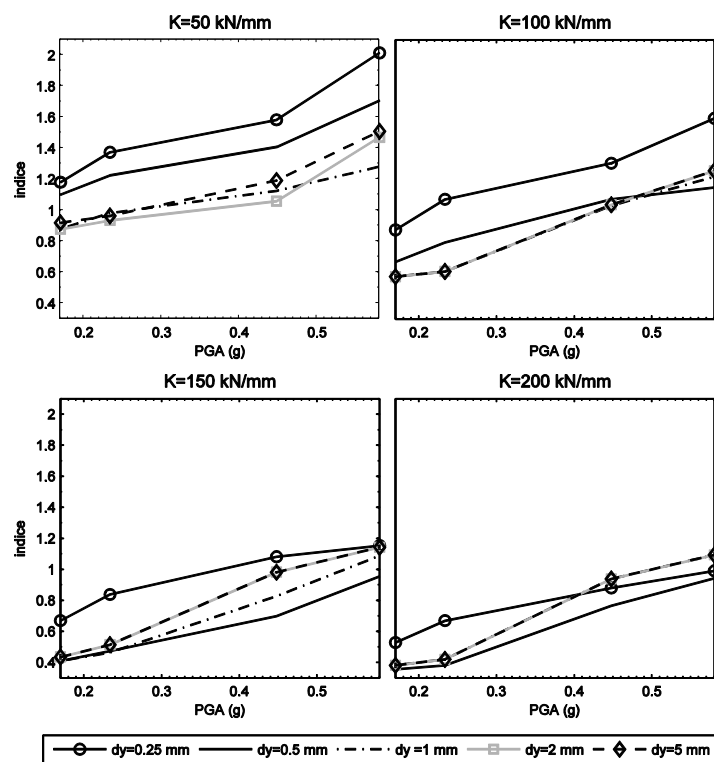 K=50 kN/mm
K=100 kN/mm
2
1.8
1.6
1.4
1.2
1
0.8
0.6
0.4
indice
0.2 0.3 0.4 0.5
PGA (g)
0.2 0.3 0.4 0.5
PGA (g)
K=150 kN/mm
K=200 kN/mm
2
1.8
1.6
1.4
1.2
1
0.8
0.6
0.4
indice
0.2 0.3 0.4 0.5
PGA (g)
0.2 0.3 0.4 0.5
PGA (g)
dy=0.25 mm dy=0.5 mm dy =1 mm dy=2 mm dy=5 mm